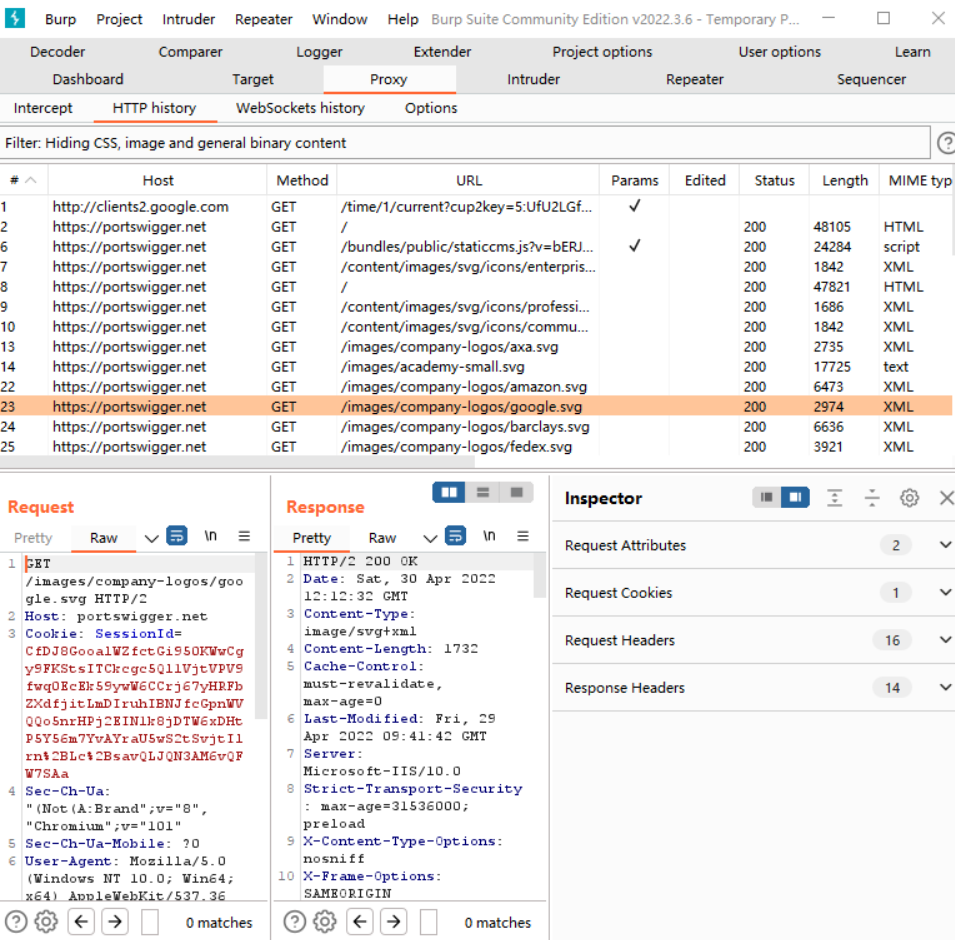 Burp Project Intruder Repeater Window Help Burp Suite Community Edition v2022.3.6 - Temporary P...
Decoder Comparer Logger Extender Project options User options Learn
Dashboard Target Proxy Intruder Repeater Sequencer
Intercept HTTP history WebSockets history Options
Filter: Hiding CSS, image and general binary content
# Host Method URL Params Edited Status Length MIME typ
1 http://clients2.google.com GET /time/1/current?cup2key=5:UfU2LGf... ✓
2 https://portswigger.net GET / 200 48105 HTML
6 https://portswigger.net GET /bundles/public/staticcms.js?v=bERJ... ✓ 200 24284 script
7 https://portswigger.net GET /content/images/svg/icons/enterpris... 200 1842 XML
8 https://portswigger.net GET / 200 47821 HTML
9 https://portswigger.net GET /content/images/svg/icons/professi... 200 1686 XML
10 https://portswigger.net GET /content/images/svg/icons/commu... 200 1842 XML
13 https://portswigger.net GET /images/company-logos/axa.svg 200 2735 XML
14 https://portswigger.net GET /images/academy-small.svg 200 17725 text
22 https://portswigger.net GET /images/company-logos/amazon.svg 200 6473 XML
23 https://portswigger.net GET /images/company-logos/google.svg 200 2974 XML
24 https://portswigger.net GET /images/company-logos/barclays.svg 200 6636 XML
25 https://portswigger.net GET /images/company-logos/fedex.svg 200 3921 XML
Request
Pretty Raw \n
1 GET
/images/company-logos/goo
gle.svg HTTP/2
2 Host: portswigger.net
3 Cookie: SessionId=
4 Sec-Ch-Ua:
"(Not(A:Brand";v="8",
"Chromium";v="101"
5 Sec-Ch-Ua-Mobile: ?0
6 User-Agent: Mozilla/5.0
(Windows NT 10.0; Win64;
x64) AppleWebKit/537.36
0 matches
Response
Pretty Raw \n
1 HTTP/2 200 OK
2 Date: Sat, 30 Apr 2022
12:12:32 GMT
3 Content-Type:
image/svg+xml
4 Content-Length: 1732
5 Cache-Control:
must-revalidate,
max-age=0
6 Last-Modified: Fri, 29
Apr 2022 09:41:42 GMT
7 Server:
Microsoft-IIS/10.0
8 Strict-Transport-Security
: max-age=31536000;
preload
9 X-Content-Type-Options:
nosniff
10 X-Frame-Options:
SAMEORIGIN
0 matches
Inspector
Request Attributes 2
Request Cookies 1
Request Headers 16
Response Headers 14